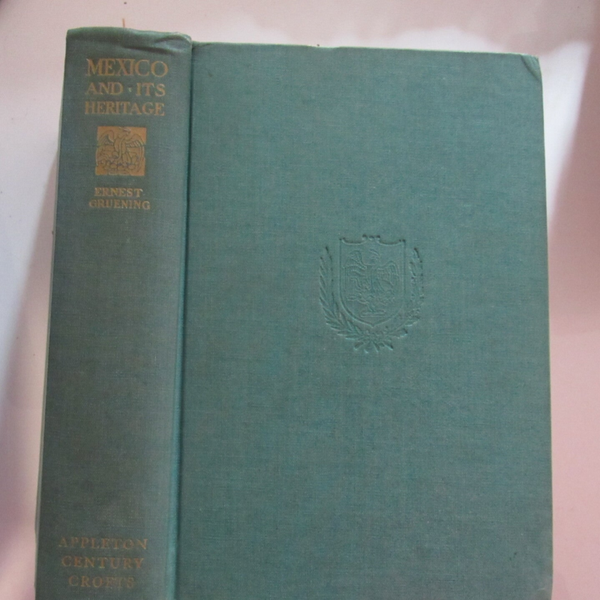 MEXICO
AND · ITS
HERITAGE
ERNEST
GRUENING
APPLETON
CENTURY
CROFTS